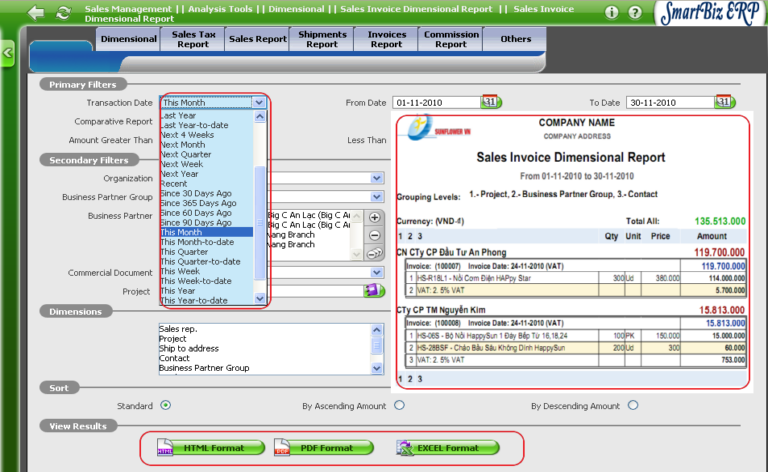 Sales Management || Analysis Tools || Dimensional || Sales Invoice Dimensional Report || Sales Invoice
Dimensional Report
SmartBiz ERP
Dimensional
Sales Tax
Report
Sales Report
Shipments
Report
Invoices
Report
Commission
Report
Others
Primary Filters
Transaction Date
This Month
From Date
01-11-2010
31
To Date
30-11-2010
31
Comparative Report
Amount Greater Than
Less Than
Last Year
Last Year-to-date
Next 4 Weeks
Next Month
Next Quarter
Next Week
Next Year
Recent
Since 30 Days Ago
Since 365 Days Ago
Since 60 Days Ago
Since 90 Days Ago
This Month
This Month-to-date
This Quarter
This Quarter-to-date
This Week
This Week-to-date
This Year
This Year-to-date
Secondary Filters
Organization
Business Partner Group
Business Partner
Big C An Lạc (Big C A
Big C An Lạc (Big C A
Nang Branch
Nang Branch
Commercial Document
Project
Dimensions
Sales rep.
Project
Ship to address
Contact
Business Partner Group
Sort
Standard
By Ascending Amount
By Descending Amount
View Results
HTML Format
PDF Format
EXCEL Format
SUNFLOWER VN
COMPANY NAME
COMPANY ADDRESS
Sales Invoice Dimensional Report
From 01-11-2010 to 30-11-2010
Grouping Levels: 1.- Project, 2.- Business Partner Group, 3.- Contact
Currency: (VND-đ) Total All: 135.513.000
1 2 3 Qty Unit Price Amount
CN CTy CP Đầu Tư An Phong 119.700.000
Invoice: (100007) Invoice Date: 24-11-2010 (VAT) 119.700.000
1 HS-R18L1 - Nồi Cơm Điện HAPpy Star 300 Ud 380.000 114.000.000
2 VAT: 2. 5% VAT 5.700.000
CTy CP TM Nguyễn Kim 15.813.000
Invoice: (100008) Invoice Date: 24-11-2010 (VAT) 15.813.000
1 HS-06S - Bộ Nồi HappySun 1 Đáy Bếp Từ 16,18,24 100 PK 150.000 15.000.000
2 HS-28BSF - Chảo Bầu Sâu Không Dính HappySun 200 Ud 300 60.000
3 VAT: 2. 5% VAT 753.000
1 2 3